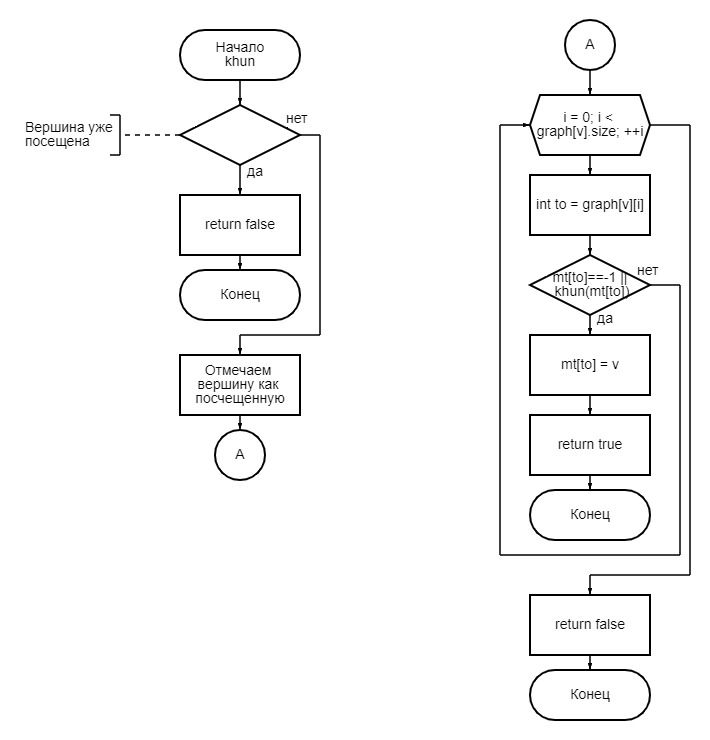 Начало
khun
нет
Вершина уже
посещена
да
return false
Конец
Отмечаем
вершину как
посчещенную
А
А
i = 0; i <
graph[v].size; ++i
int to = graph[v][i]
нет
mt[to]==-1 ||
khun(mt[to])
да
mt[to] = v
return true
Конец
return false
Конец